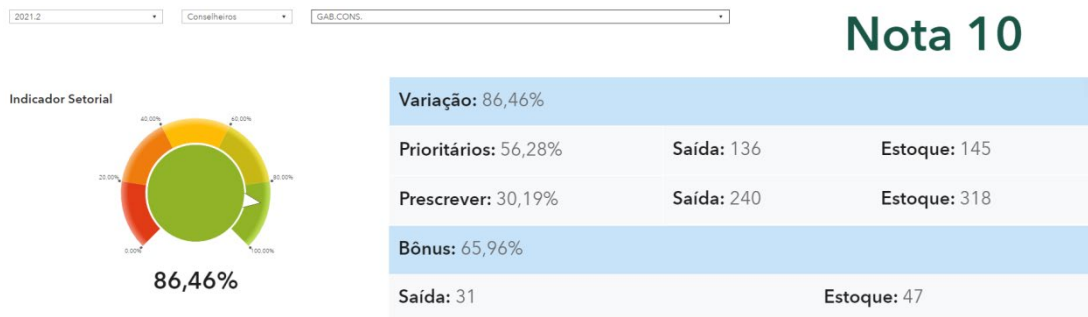 2021.2 Conselheiros GAB.CONS.
Nota 10
Indicador Setorial
0.00% 20.00% 40.00% 60.00% 80.00% 100.00%
86,46%
Variação: 86,46%
Prioritários: 56,28% Saída: 136 Estoque: 145
Prescrever: 30,19% Saída: 240 Estoque: 318
Bônus: 65,96%
Saída: 31 Estoque: 47